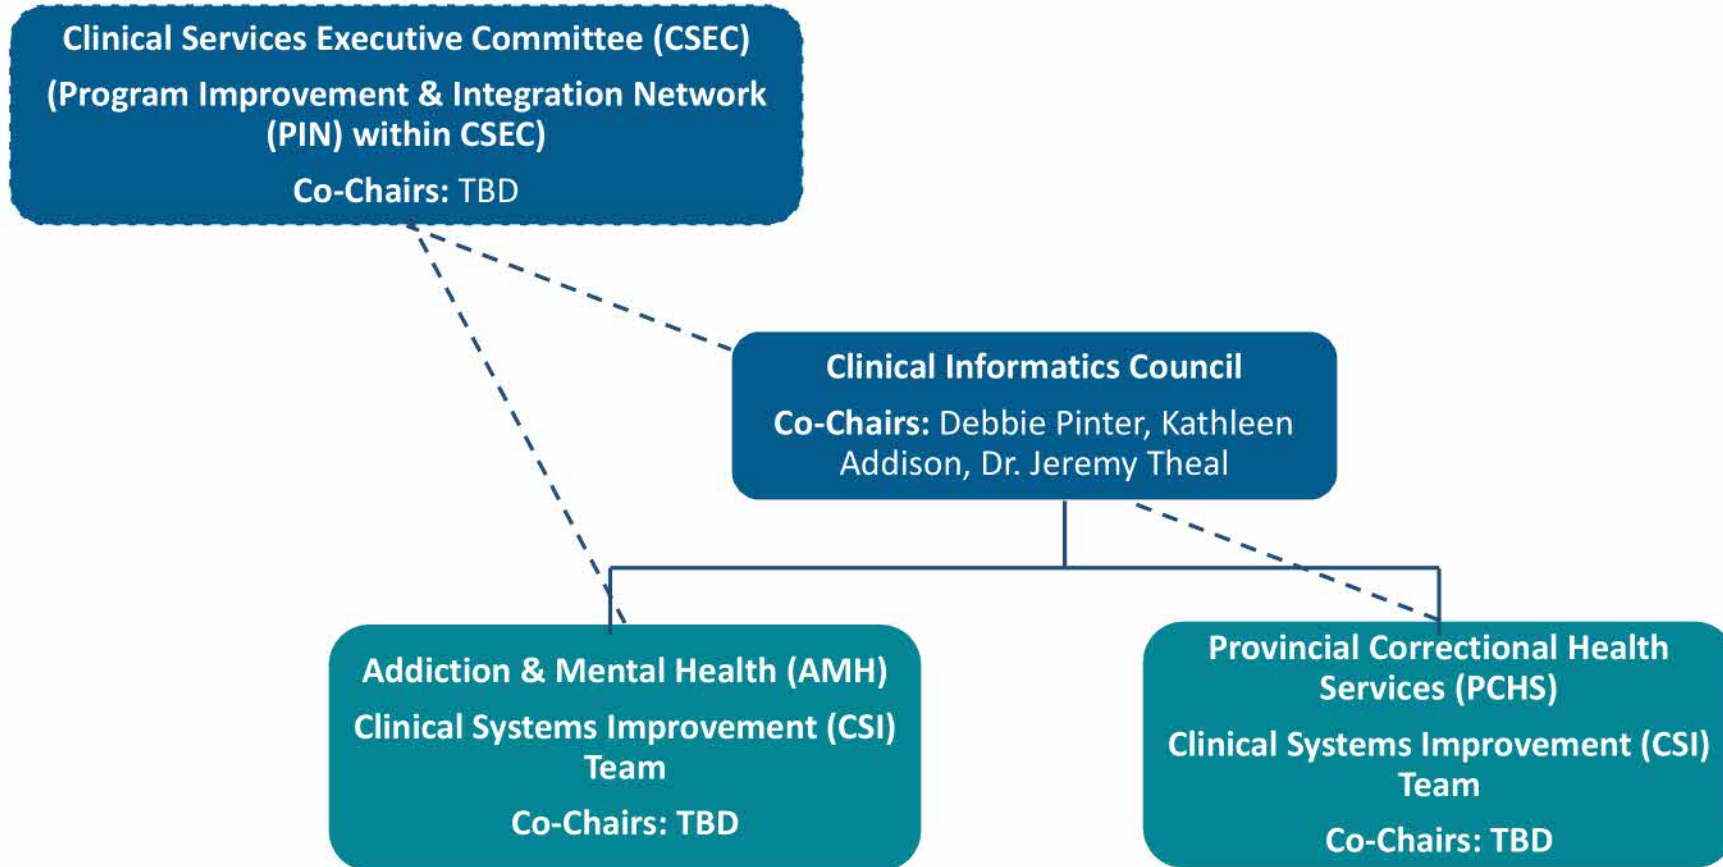 Clinical Services Executive Committee (CSEC)
(Program Improvement & Integration Network
(PIN) within CSEC)
Co-Chairs: TBD
Clinical Informatics Council
Co-Chairs: Debbie Pinter, Kathleen
Addison, Dr. Jeremy Theal
Addiction & Mental Health (AMH)
Clinical Systems Improvement (CSI)
Team
Co-Chairs: TBD
Provincial Correctional Health
Services (PCHS)
Clinical Systems Improvement (CSI)
Team
Co-Chairs: TBD